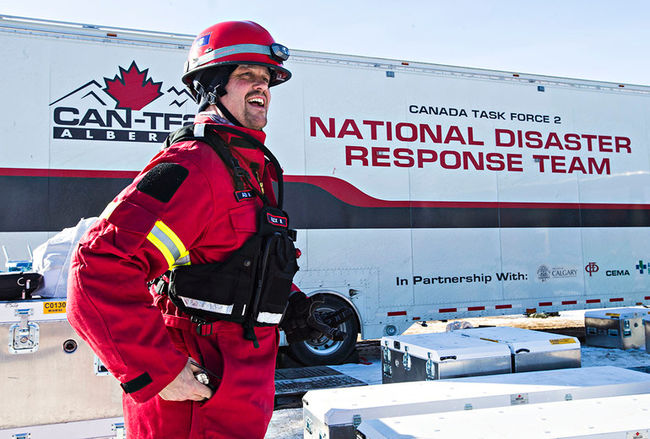 CAN-TF
ALBER
CANADA TASK FORCE 2
NATIONAL DISASTER
RESPONSE TEAM
In Partnership With:
CALGARY
CEMA
C0130